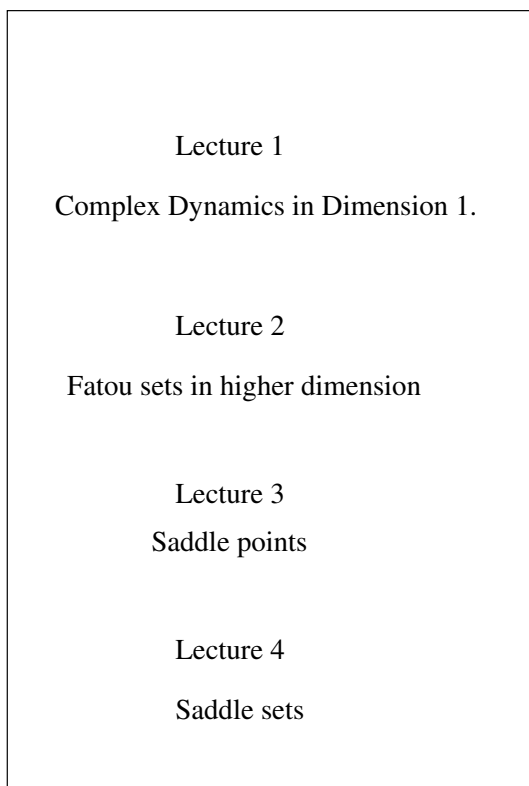 Lecture 1
Complex Dynamics in Dimension 1.
Lecture 2
Fatou sets in higher dimension
Lecture 3
Saddle points
Lecture 4
Saddle sets